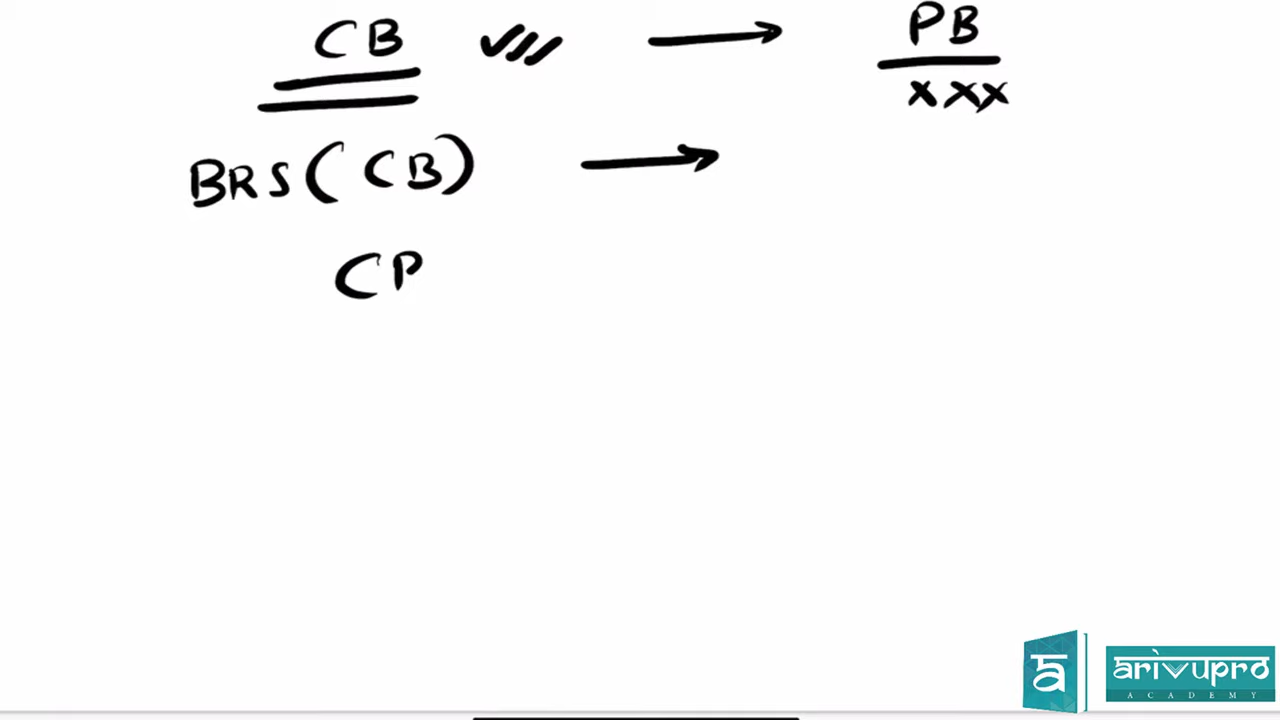 CB → PB
xxx
BRS (CB) →
CP
ā
arivupro
ACADEMY